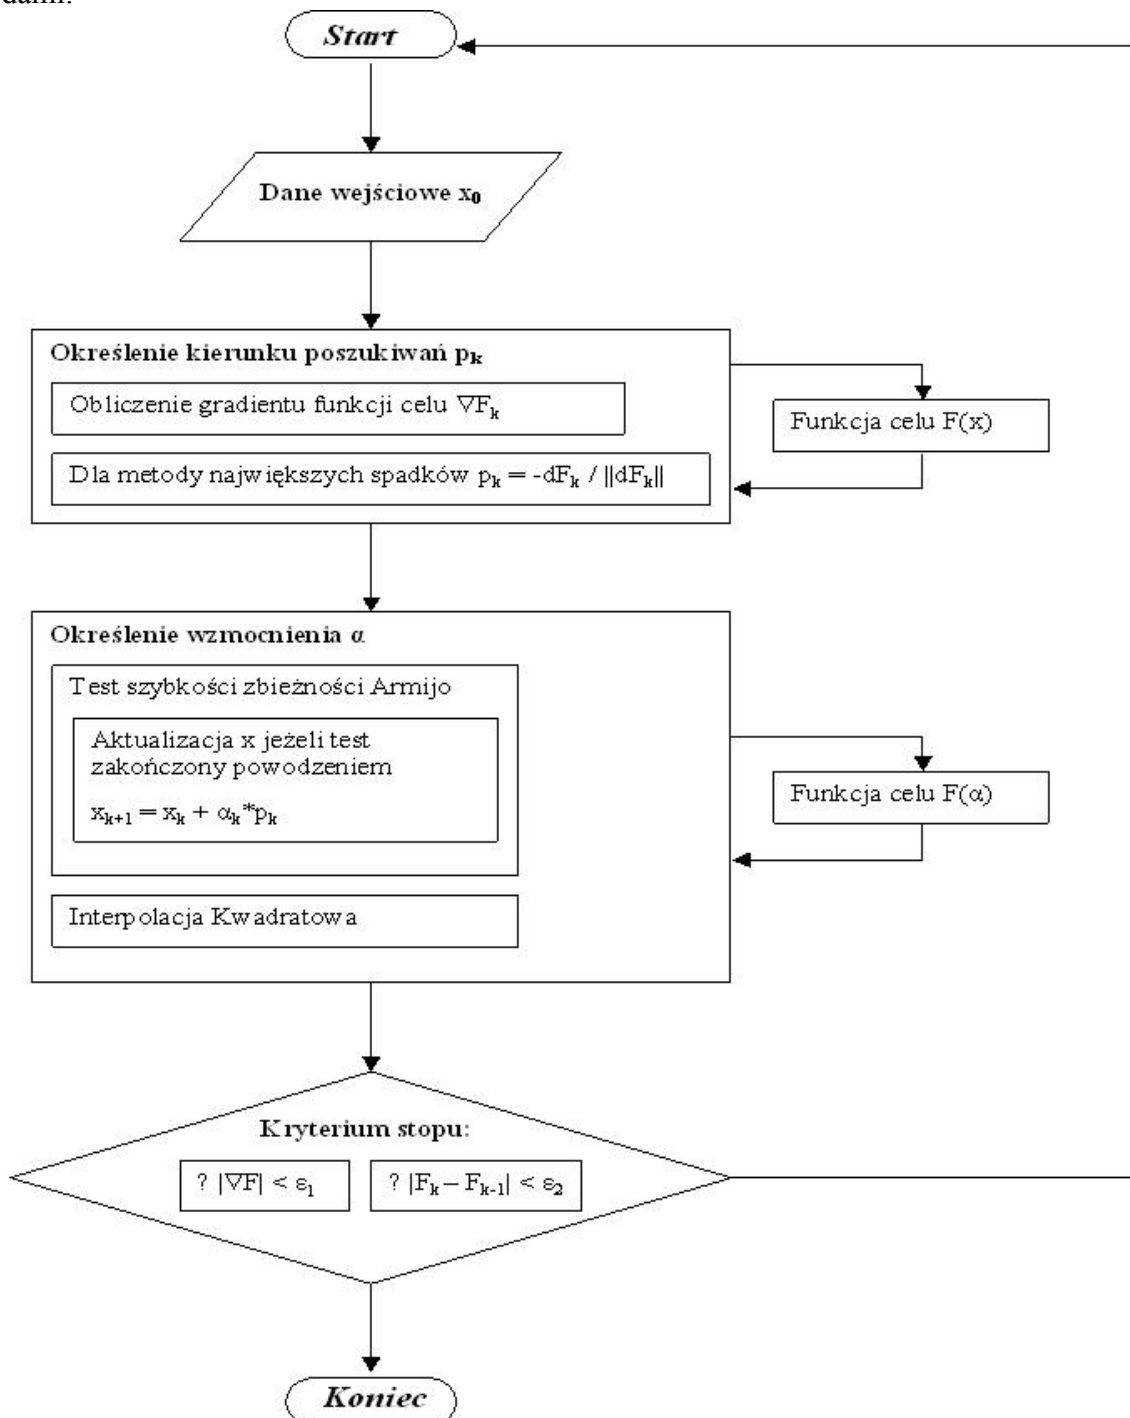 Start
Dane wejściowe x₀
Określenie kierunku poszukiwań pₖ
Obliczenie gradientu funkcji celu ∇Fₖ
Dla metody największych spadków pₖ = -dFₖ / ||dFₖ||
Funkcja celu F(x)
Określenie wzmocnienia α
Test szybkości zbieżności Armijo
Aktualizacja x jeżeli test
zakończony powodzeniem
xₖ₊₁ = xₖ + αₖ*pₖ
Funkcja celu F(α)
Interpolacja Kwadratowa
Kryterium stopu:
? |∇F| < ε₁
? |Fₖ – Fₖ₋₁| < ε₂
Koniec